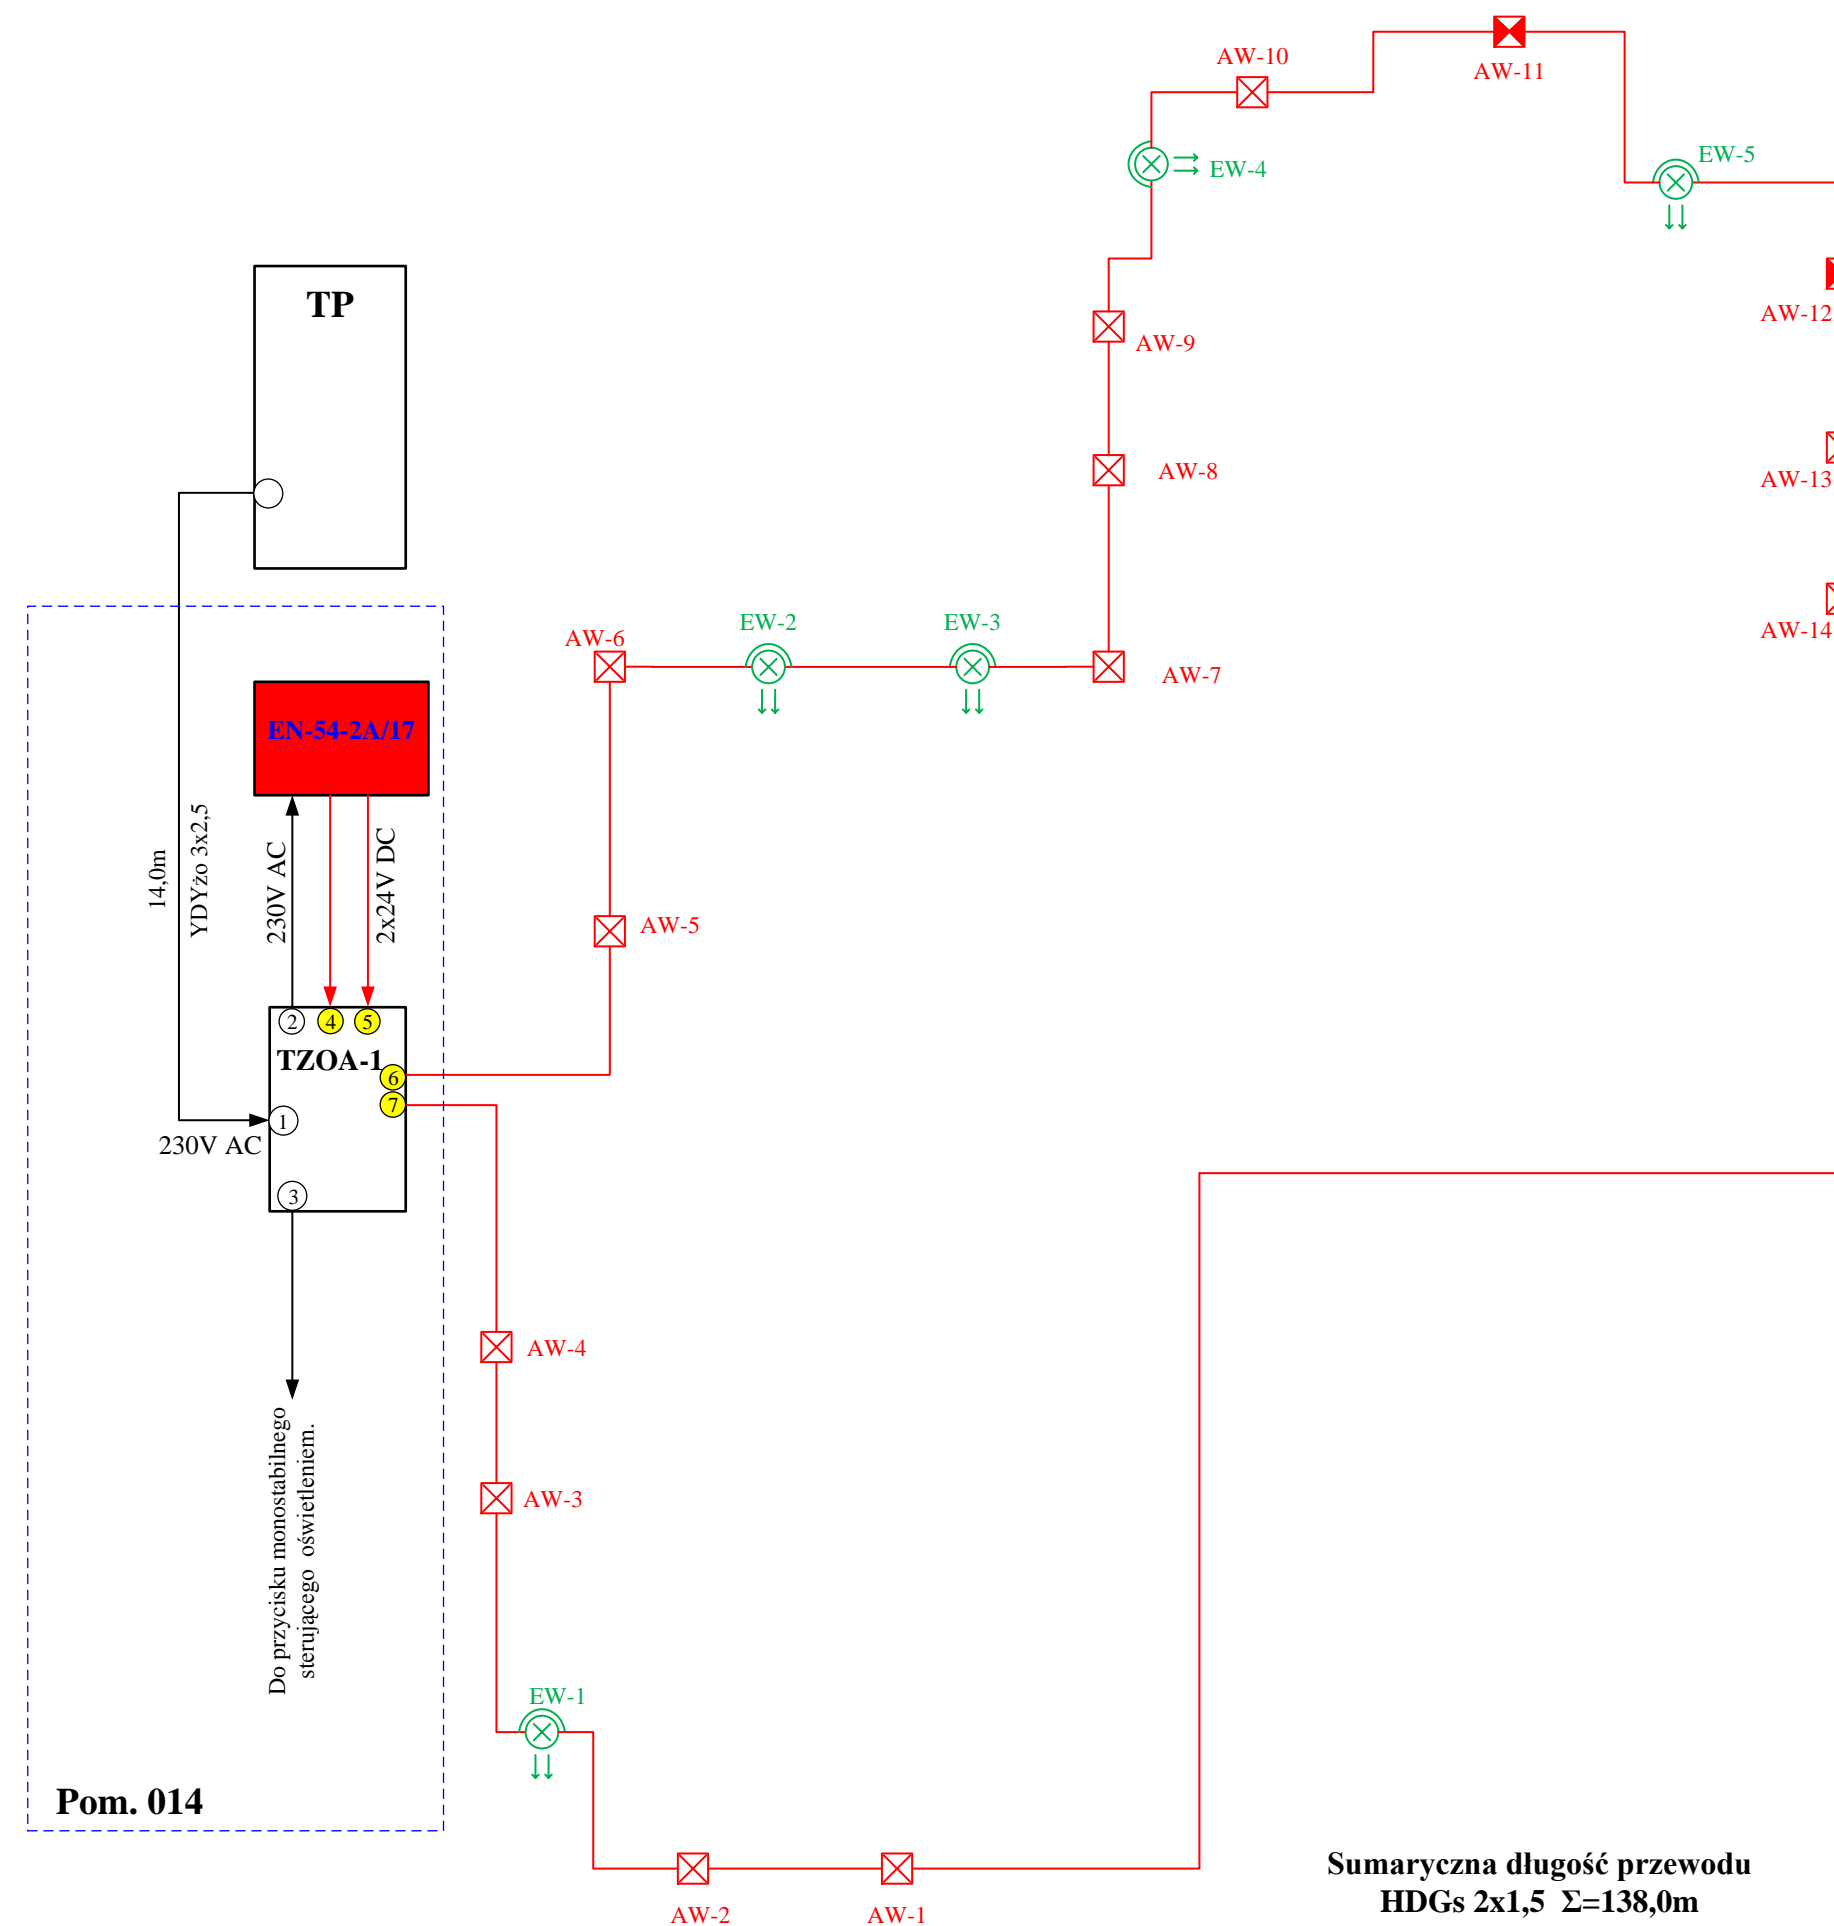 AW-10
AW-11
EW-4
EW-5
TP
AW-12
AW-9
AW-8
AW-13
EW-2
EW-3
AW-6
AW-14
AW-7
EN-54-2A/17
14,0m
YDYżo 3x2,5
230V AC
2x24V DC
AW-5
2
4
5
TZOA-1
6
7
1
230V AC
3
AW-4
Do przycisku monostabilnego
sterującego oświetleniem.
AW-3
EW-1
Pom. 014
Sumaryczna długość przewodu
HDGs 2x1,5 Σ=138,0m
AW-2
AW-1